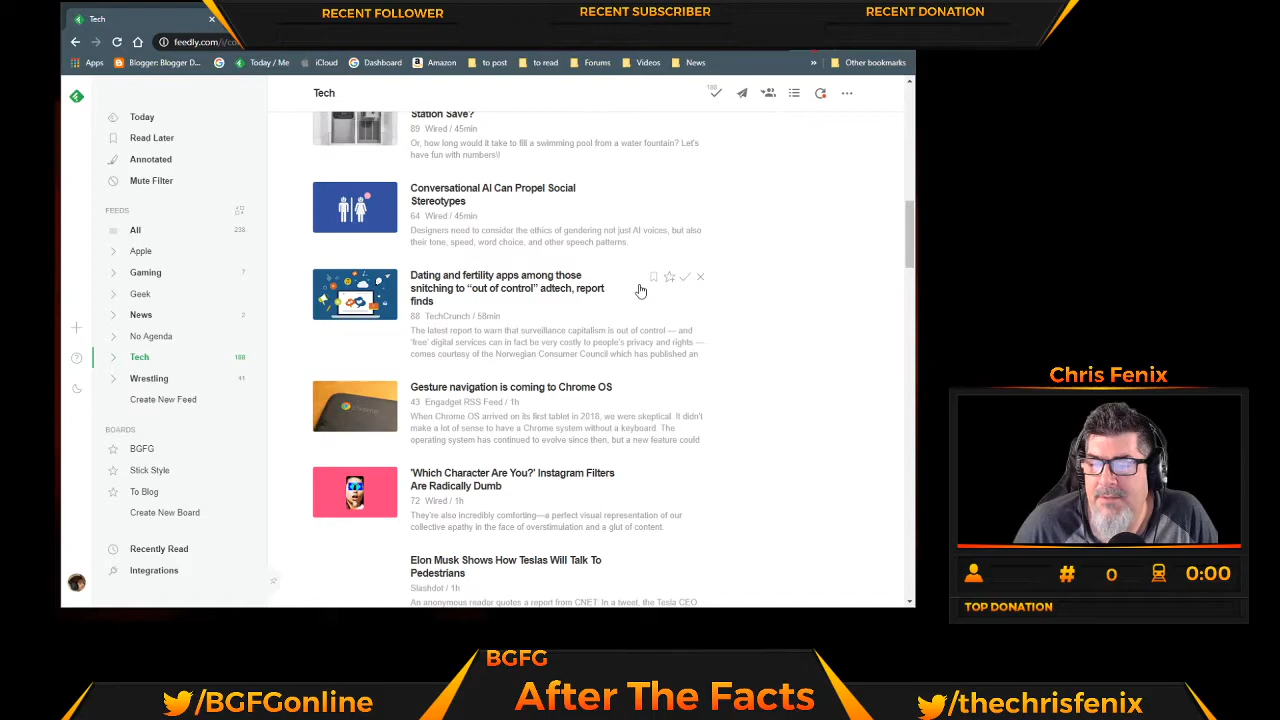 RECENT FOLLOWER
RECENT SUBSCRIBER
RECENT DONATION
Tech
feedly.com/i/co
Apps
Blogger: Blogger D...
Today / Me
iCloud
Dashboard
Amazon
to post
to read
Forums
Videos
News
»
Other bookmarks
Today
Read Later
Annotated
Mute Filter
FEEDS
All 238
Apple
Gaming 7
Geek
News 2
No Agenda
Tech 188
Wrestling 41
Create New Feed
BOARDS
BGFG
Stick Style
To Blog
Create New Board
Recently Read
Integrations
Tech
188
Station Save?
89 Wired / 45min
Or, how long would it take to fill a swimming pool from a water fountain? Let's
have fun with numbers!
Conversational AI Can Propel Social
Stereotypes
64 Wired / 45min
Designers need to consider the ethics of gendering not just AI voices, but also
their tone, speed, word choice, and other speech patterns.
Dating and fertility apps among those
snitching to “out of control” adtech, report
finds
88 TechCrunch / 58min
The latest report to warn that surveillance capitalism is out of control — and
‘free’ digital services can in fact be very costly to people's privacy and rights —
comes courtesy of the Norwegian Consumer Council which has published an
Gesture navigation is coming to Chrome OS
43 Engadget RSS Feed / 1h
When Chrome OS arrived on its first tablet in 2018, we were skeptical. It didn't
make a lot of sense to have a Chrome system without a keyboard. The
operating system has continued to evolve since then, but a new feature could
'Which Character Are You?' Instagram Filters
Are Radically Dumb
72 Wired / 1h
They're also incredibly comforting—a perfect visual representation of our
collective apathy in the face of overstimulation and a glut of content.
Elon Musk Shows How Teslas Will Talk To
Pedestrians
Slashdot / 1h
An anonymous reader quotes a report from CNET: In a tweet, the Tesla CEO
Chris Fenix
# 0 0:00
TOP DONATION
BGFG
After The Facts
/BGFGonline
/thechrisfenix